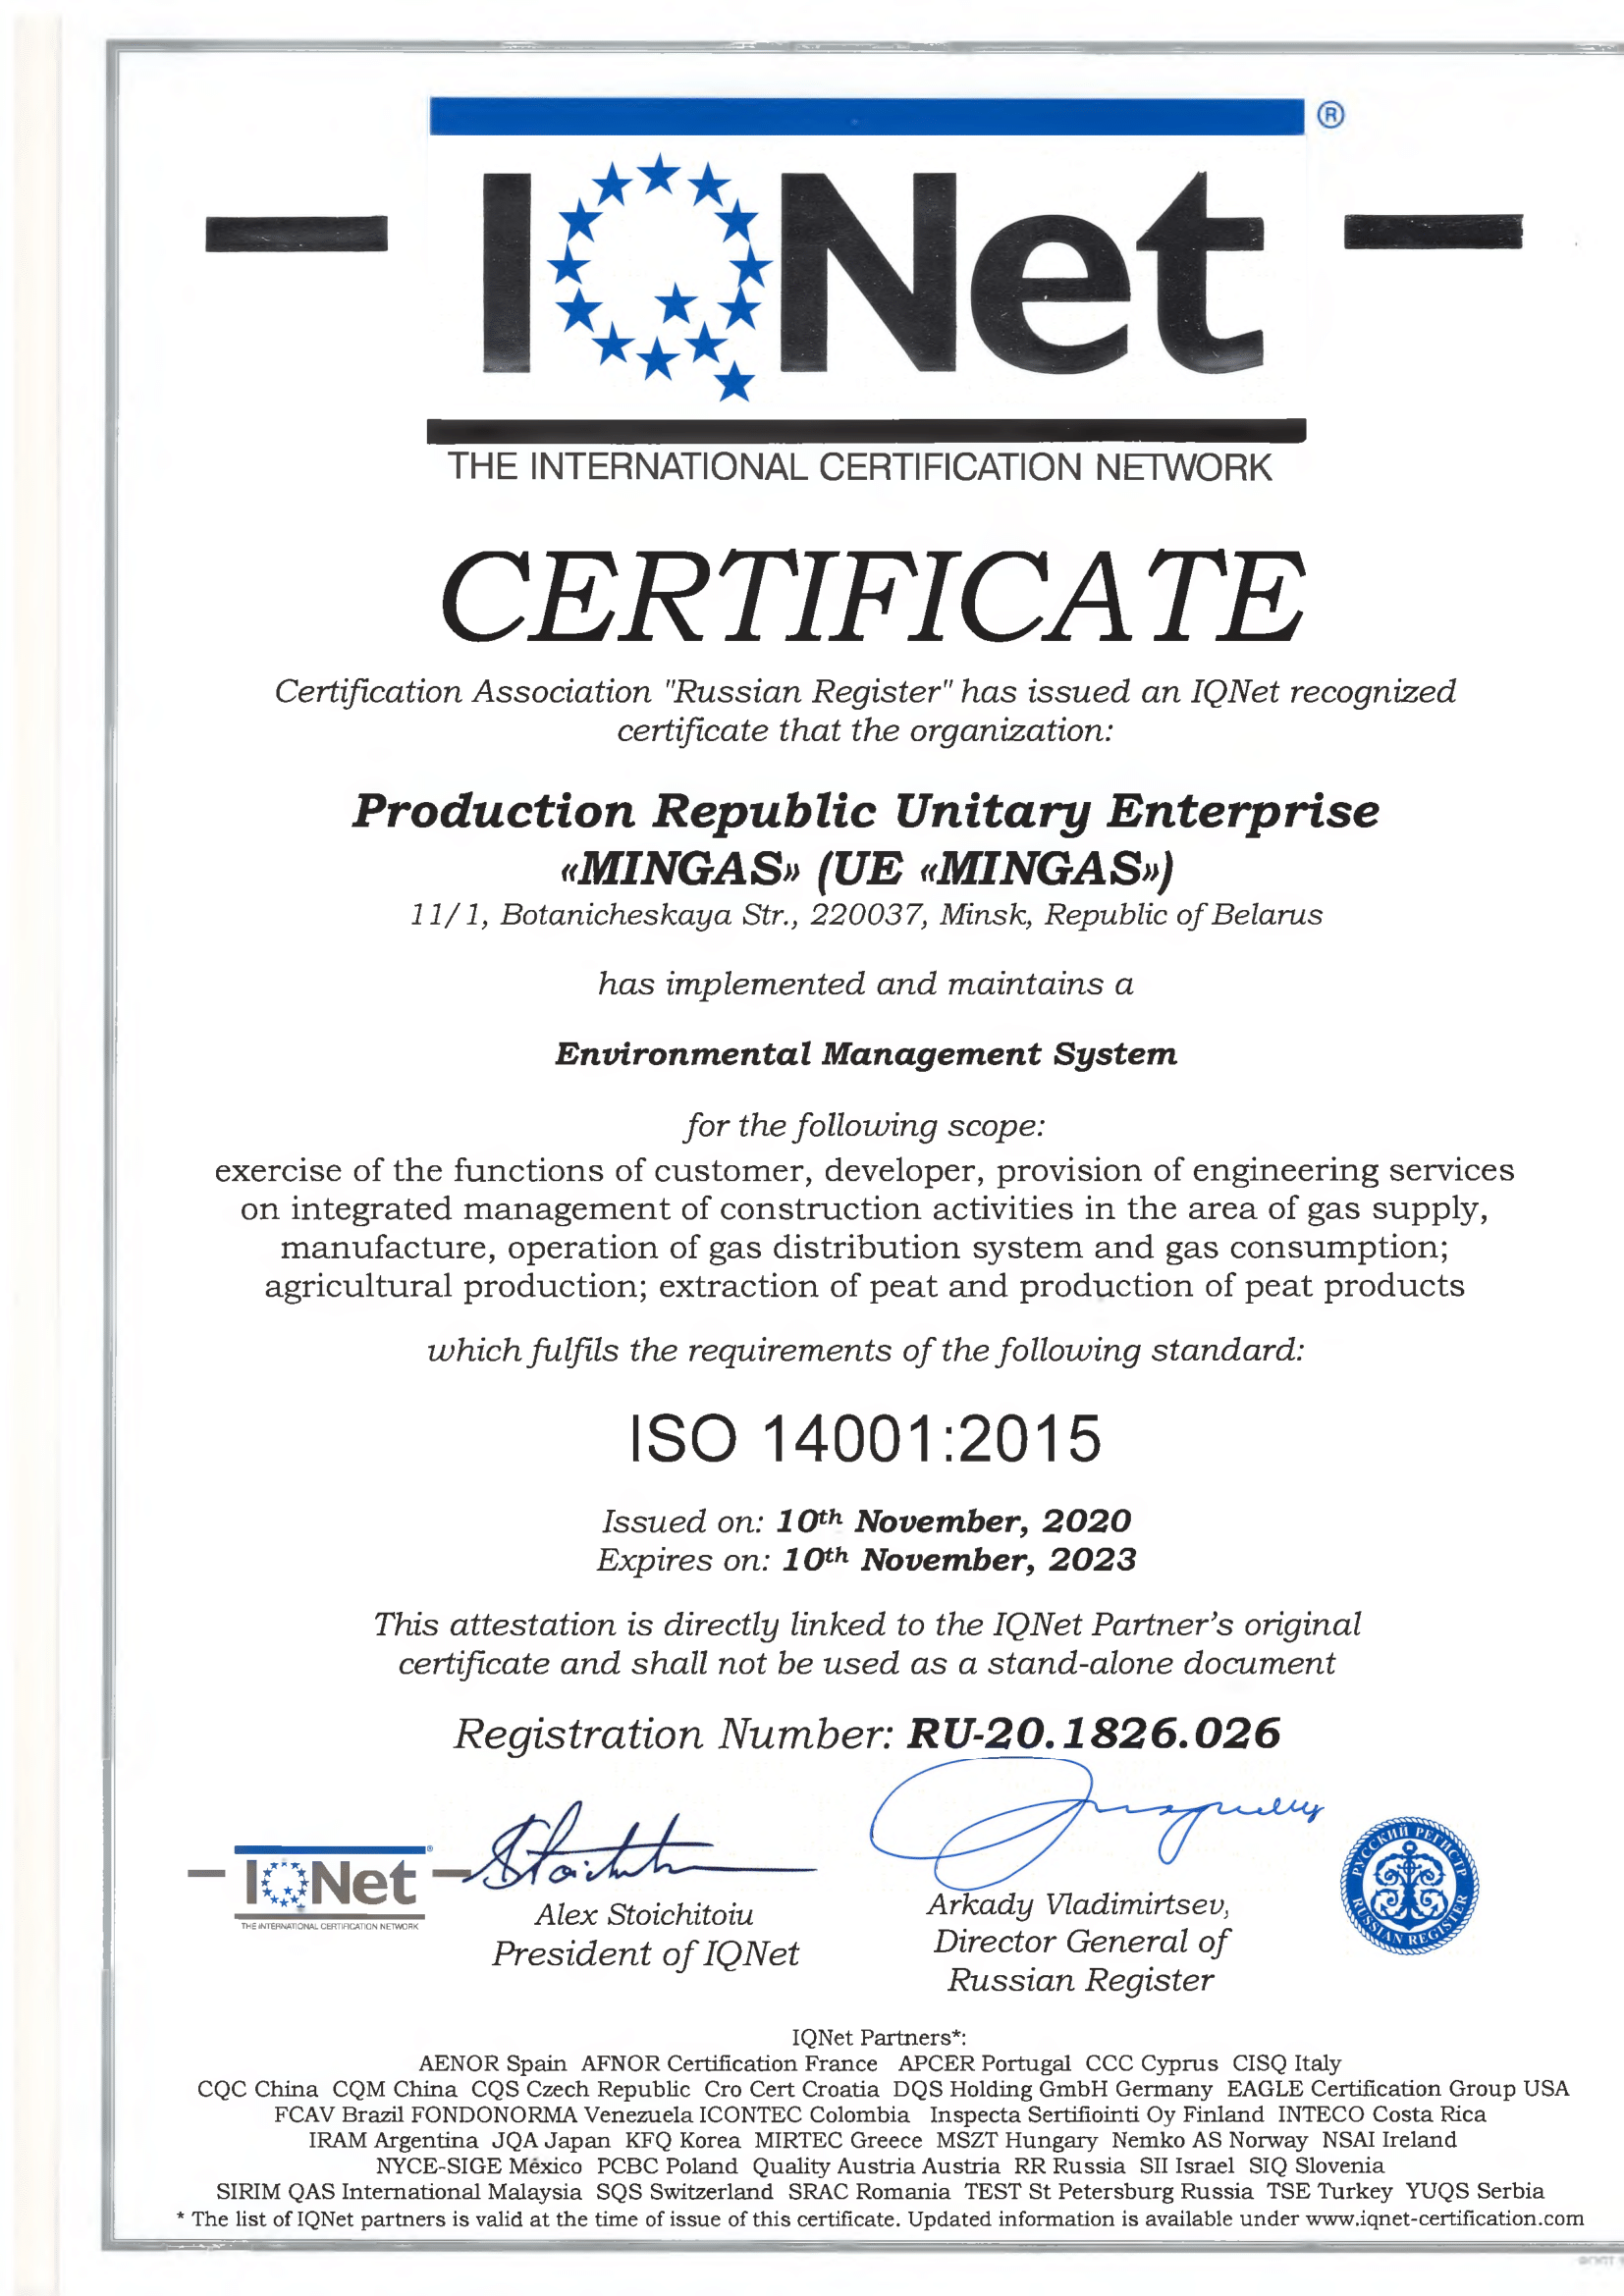 IQNet ®
THE INTERNATIONAL CERTIFICATION NETWORK
CERTIFICATE
Certification Association "Russian Register" has issued an IQNet recognized
certificate that the organization:
Production Republic Unitary Enterprise
«MINGAS» (UE «MINGAS»)
11/1, Botanicheskaya Str., 220037, Minsk, Republic of Belarus
has implemented and maintains a
Environmental Management System
for the following scope:
exercise of the functions of customer, developer, provision of engineering services
on integrated management of construction activities in the area of gas supply,
manufacture, operation of gas distribution system and gas consumption;
agricultural production; extraction of peat and production of peat products
which fulfils the requirements of the following standard:
ISO 14001:2015
Issued on: 10th November, 2020
Expires on: 10th November, 2023
This attestation is directly linked to the IQNet Partner's original
certificate and shall not be used as a stand-alone document
Registration Number: RU-20.1826.026
IQNet ®
THE INTERNATIONAL CERTIFICATION NETWORK
Alex Stoichitoiu
President of IQNet
Arkady Vladimirtsev,
Director General of
Russian Register
РУССКИЙ РЕГИСТР
RUSSIAN REGISTER
IQNet Partners*:
AENOR Spain AFNOR Certification France APCER Portugal CCC Cyprus CISQ Italy
CQC China CQM China CQS Czech Republic Cro Cert Croatia DQS Holding GmbH Germany EAGLE Certification Group USA
FCAV Brazil FONDONORMA Venezuela ICONTEC Colombia Inspecta Sertifiointi Oy Finland INTECO Costa Rica
IRAM Argentina JQA Japan KFQ Korea MIRTEC Greece MSZT Hungary Nemko AS Norway NSAI Ireland
NYCE-SIGE México PCBC Poland Quality Austria Austria RR Russia SII Israel SIQ Slovenia
SIRIM QAS International Malaysia SQS Switzerland SRAC Romania TEST St Petersburg Russia TSE Turkey YUQS Serbia
* The list of IQNet partners is valid at the time of issue of this certificate. Updated information is available under www.iqnet-certification.com